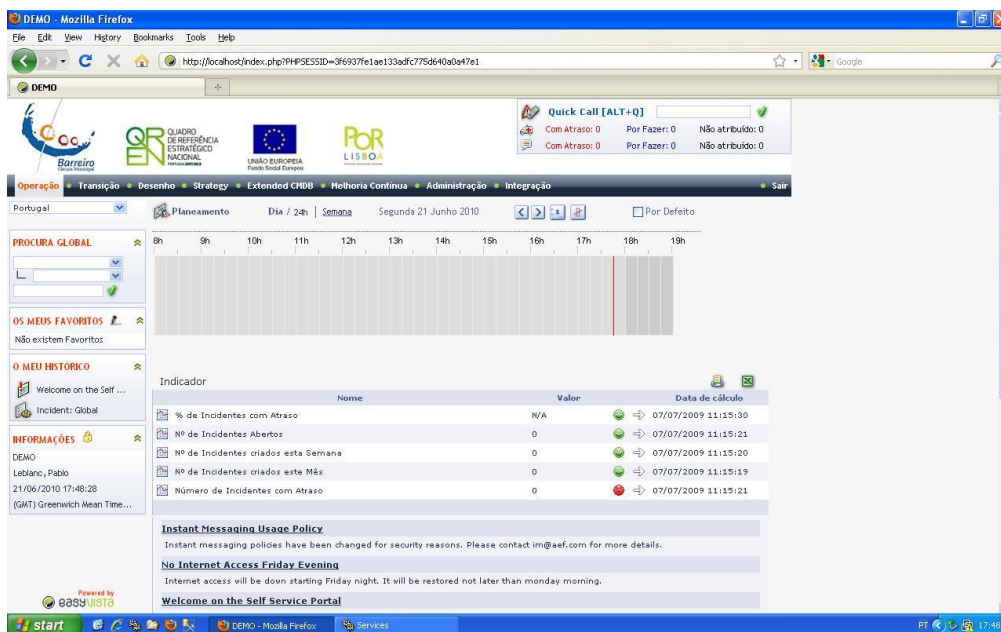 DEMO - Mozilla Firefox
File Edit View History Bookmarks Tools Help
http://localhost/index.php?PHPSESSID=3f6937fe1ae133adfc775d640a0a47e1
Google
DEMO
Barreiro
Câmara Municipal
QR
EN
QUADRO
DE REFERÊNCIA
ESTRATÉGICO
NACIONAL
UNIÃO EUROPEIA
Fundo Social Europeu
PoR
LISBOA
Quick Call [ALT+Q]
Com Atraso: 0 Por Fazer: 0 Não atribuído: 0
Com Atraso: 0 Por Fazer: 0 Não atribuído: 0
Operação Transição Desenho Strategy Extended CMDB Melhoria Contínua Administração Integração Sair
Portugal
Planeamento Dia / 24h Semana Segunda 21 Junho 2010 Por Defeito
PROCURA GLOBAL
8h 9h 10h 11h 12h 13h 14h 15h 16h 17h 18h 19h
OS MEUS FAVORITOS
Não existem Favoritos
O MEU HISTÓRICO
Welcome on the Self ...
Incident: Global
INFORMAÇÕES
DEMO
Leblanc, Pablo
21/06/2010 17:48:28
(GMT) Greenwich Mean Time...
Powered by
easyvista
Indicador
Nome Valor Data de cálculo
% de Incidentes com Atraso N/A 07/07/2009 11:15:30
Nº de Incidentes Abertos 0 07/07/2009 11:15:21
Nº de Incidentes criados esta Semana 0 07/07/2009 11:15:20
Nº de Incidentes criados este Mês 0 07/07/2009 11:15:19
Número de Incidentes com Atraso 0 07/07/2009 11:15:21
Instant Messaging Usage Policy
Instant messaging policies have been changed for security reasons. Please contact im@aef.com for more details.
No Internet Access Friday Evening
Internet access will be down starting Friday night. It will be restored not later than monday morning.
Welcome on the Self Service Portal
start DEMO - Mozilla Firefox Services PT 17:48